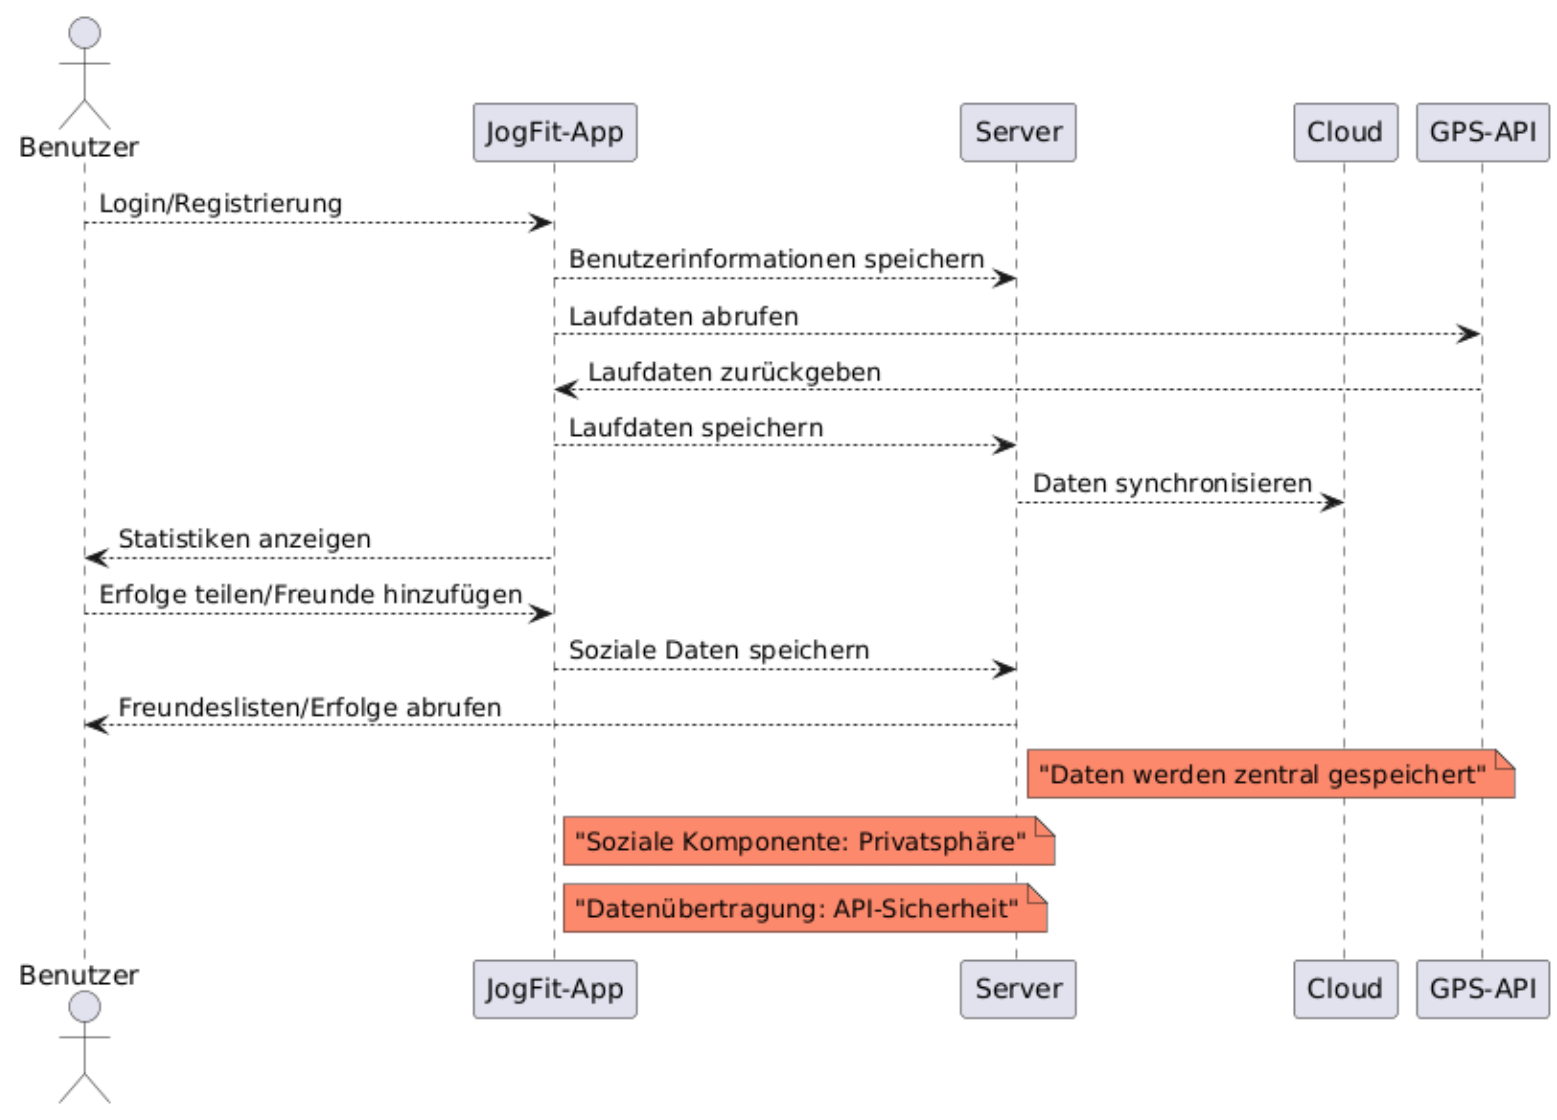 Benutzer
JogFit-App
Server
Cloud
GPS-API
Login/Registrierung
Benutzerinformationen speichern
Laufdaten abrufen
Laufdaten zurückgeben
Laufdaten speichern
Daten synchronisieren
Statistiken anzeigen
Erfolge teilen/Freunde hinzufügen
Soziale Daten speichern
Freundeslisten/Erfolge abrufen
"Daten werden zentral gespeichert"
"Soziale Komponente: Privatsphäre"
"Datenübertragung: API-Sicherheit"
Benutzer
JogFit-App
Server
Cloud
GPS-API